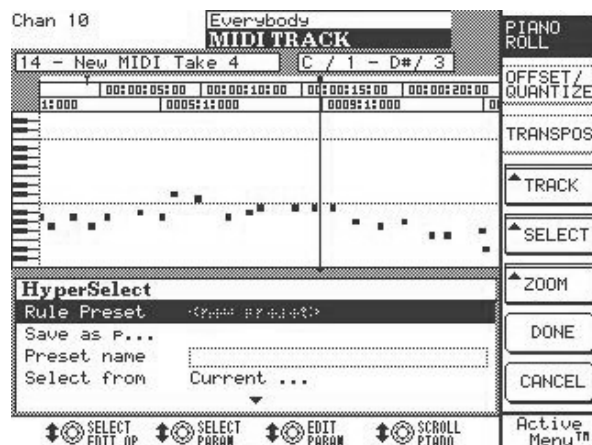 Chan 10
Everybody
MIDI TRACK
14 - New MIDI Take 4
C / 1 - D#/ 3
00:00:05:00 00:00:10:00 00:00:15:00 00:00:20:00
1:000 0005:1:000 0009:1:000
HyperSelect
Rule Preset <new preset>
Save as P...
Preset name
Select from Current ...
SELECT EDIT OP
SELECT PARAM
EDIT PARAM
SCROLL PIANO
PIANO ROLL
OFFSET/
QUANTIZE
TRANSPOS
TRACK
SELECT
ZOOM
DONE
CANCEL
Active
Menu™